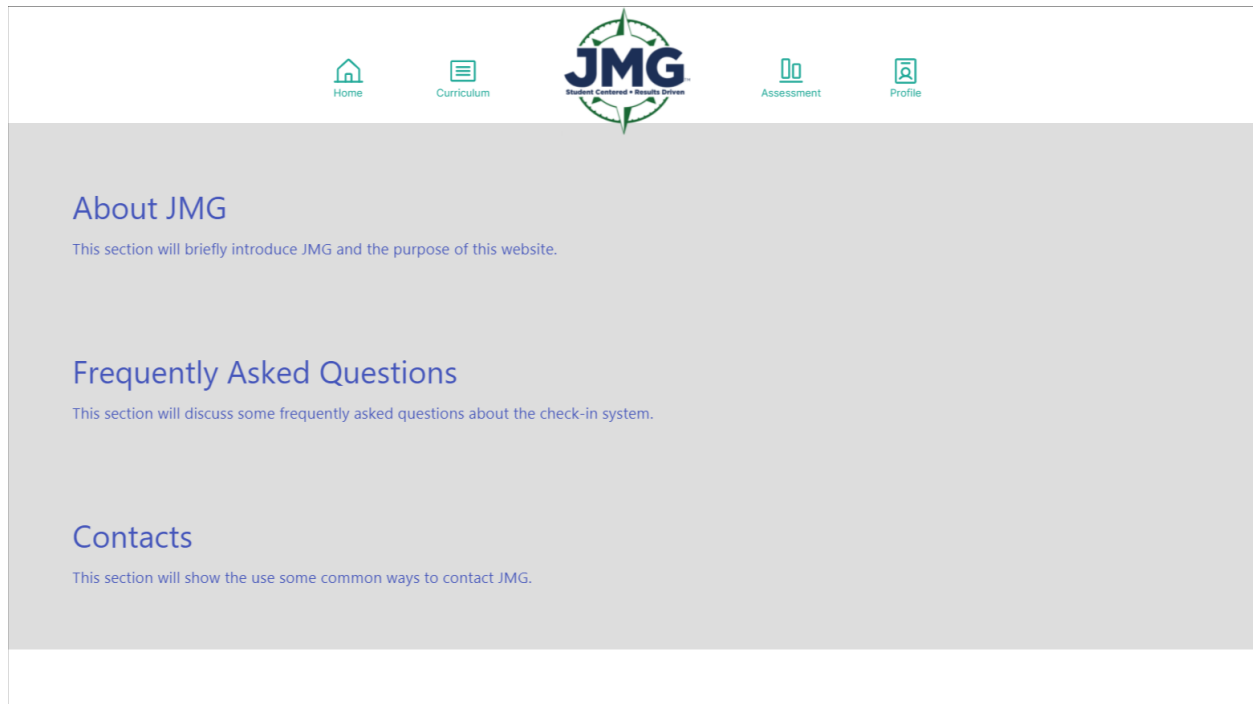 Home
Curriculum
JMG
Student Centered • Results Driven
Assessment
Profile
About JMG
This section will briefly introduce JMG and the purpose of this website.
Frequently Asked Questions
This section will discuss some frequently asked questions about the check-in system.
Contacts
This section will show the use some common ways to contact JMG.